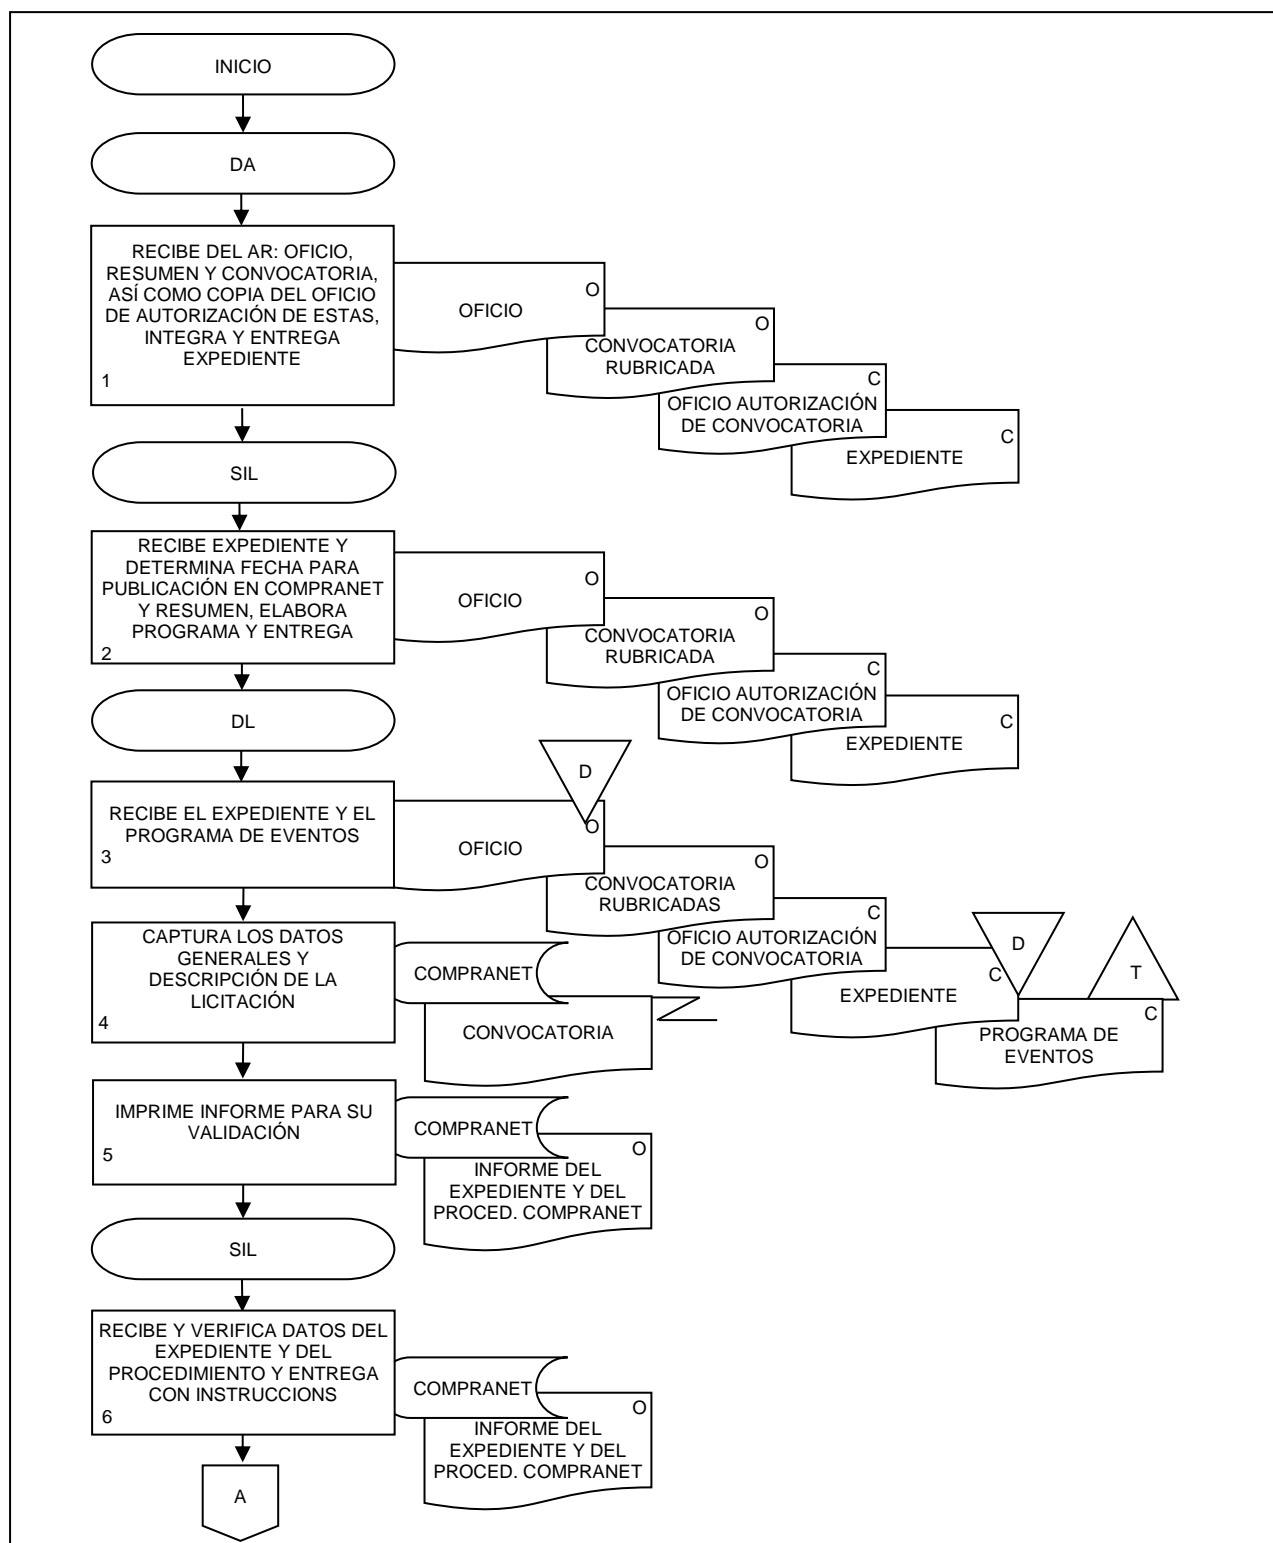 INICIO
DA
RECIBE DEL AR: OFICIO,
RESUMEN Y CONVOCATORIA,
ASÍ COMO COPIA DEL OFICIO
DE AUTORIZACIÓN DE ESTAS,
INTEGRA Y ENTREGA
EXPEDIENTE
1
O
OFICIO
O
CONVOCATORIA
RUBRICADA
C
OFICIO AUTORIZACIÓN
DE CONVOCATORIA
C
EXPEDIENTE
SIL
RECIBE EXPEDIENTE Y
DETERMINA FECHA PARA
PUBLICACIÓN EN COMPRANET
Y RESUMEN, ELABORA
PROGRAMA Y ENTREGA
2
O
OFICIO
O
CONVOCATORIA
RUBRICADA
C
OFICIO AUTORIZACIÓN
DE CONVOCATORIA
C
EXPEDIENTE
DL
RECIBE EL EXPEDIENTE Y EL
PROGRAMA DE EVENTOS
3
D
O
OFICIO
O
CONVOCATORIA
RUBRICADAS
C
OFICIO AUTORIZACIÓN
DE CONVOCATORIA
D
C
EXPEDIENTE
T
C
PROGRAMA DE
EVENTOS
CAPTURA LOS DATOS
GENERALES Y
DESCRIPCIÓN DE LA
LICITACIÓN
4
COMPRANET
CONVOCATORIA
IMPRIME INFORME PARA SU
VALIDACIÓN
5
COMPRANET
O
INFORME DEL
EXPEDIENTE Y DEL
PROCED. COMPRANET
SIL
RECIBE Y VERIFICA DATOS DEL
EXPEDIENTE Y DEL
PROCEDIMIENTO Y ENTREGA
CON INSTRUCCIONS
6
COMPRANET
O
INFORME DEL
EXPEDIENTE Y DEL
PROCED. COMPRANET
A